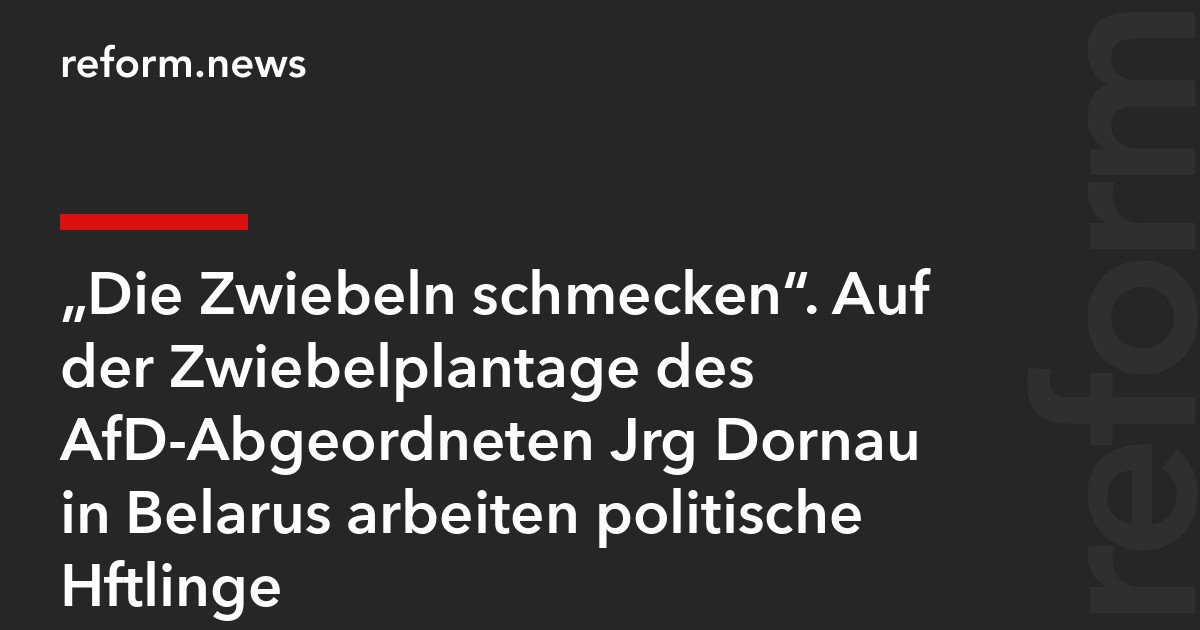 reform.news
„Die Zwiebeln schmecken“. Auf
der Zwiebelplantage des
AfD-Abgeordneten Jrg Dornau
in Belarus arbeiten politische
Hftlinge
reform